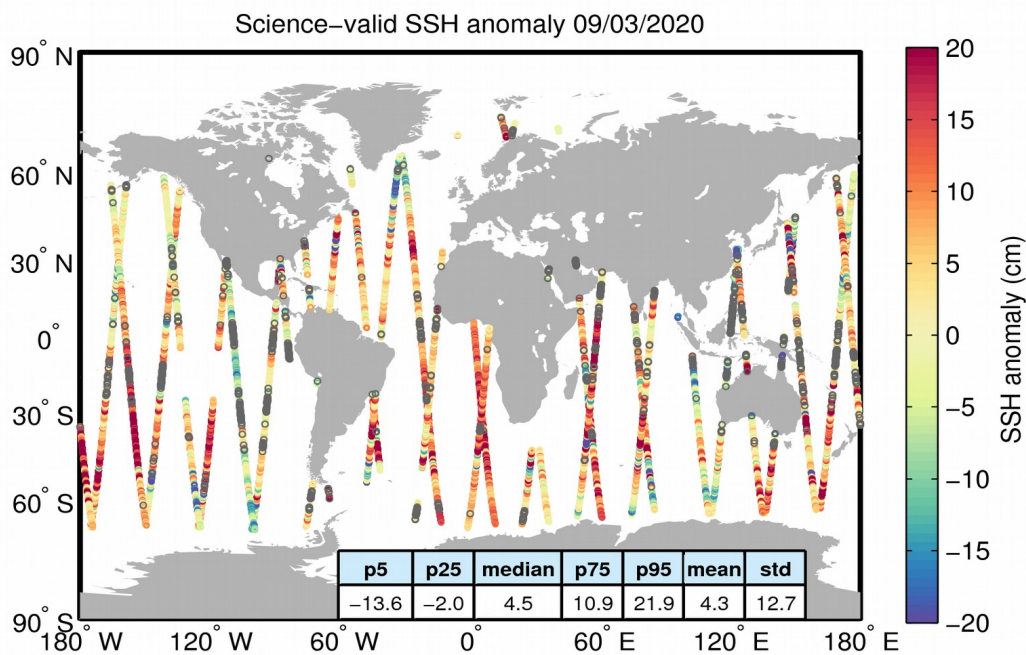 Science−valid SSH anomaly 09/03/2020
90° N
60° N
30° N
0°
30° S
60° S
90° S
180° W 120° W 60° W 0° 60° E 120° E 180° E
p5 p25 median p75 p95 mean std
−13.6 −2.0 4.5 10.9 21.9 4.3 12.7
20
15
10
5
0
−5
−10
−15
−20
SSH anomaly (cm)